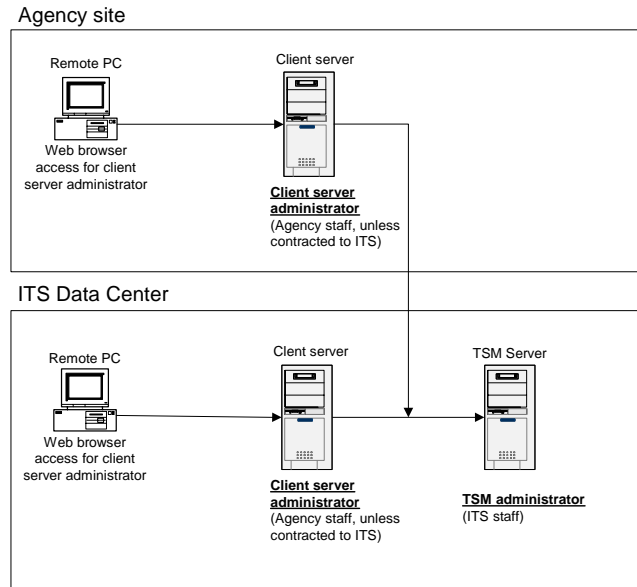 Agency site
Remote PC
Web browser
access for client
server administrator
Client server
Client server
administrator
(Agency staff, unless
contracted to ITS)
ITS Data Center
Remote PC
Web browser
access for client
server administrator
Clent server
Client server
administrator
(Agency staff, unless
contracted to ITS)
TSM Server
TSM administrator
(ITS staff)